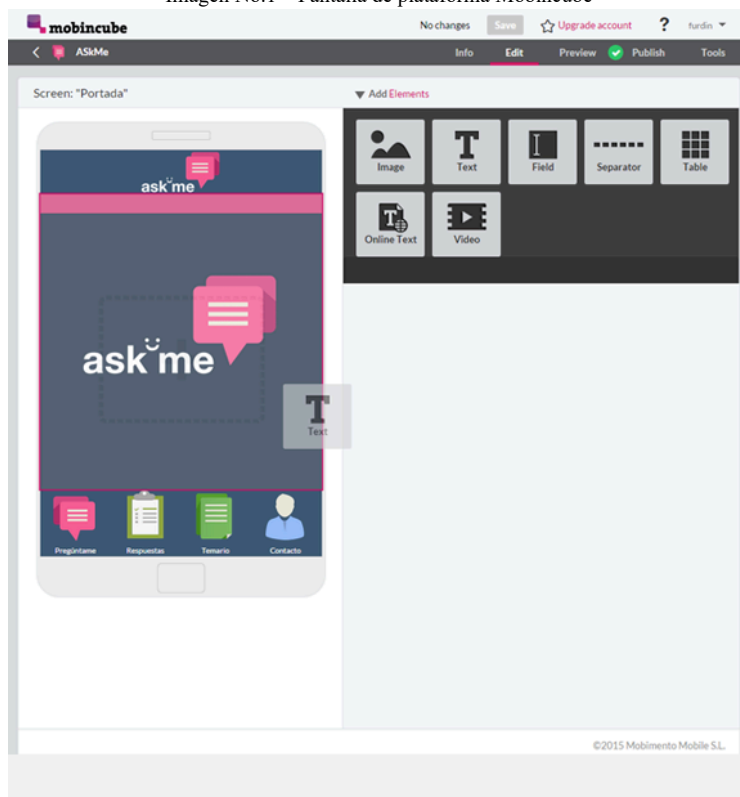 Imagen No.1 – Pantalla de plataforma Mobincube
mobincube No changes Save Upgrade account ? turdin
ASkMe Info Edit Preview Publish Tools
Screen: "Portada" Add Elements
Image Text Field Separator Table
Online Text Video
ask me
ask me
Text
Pregúntame Respuestas Temario Contacto
©2015 Mobimento Mobile S.L.